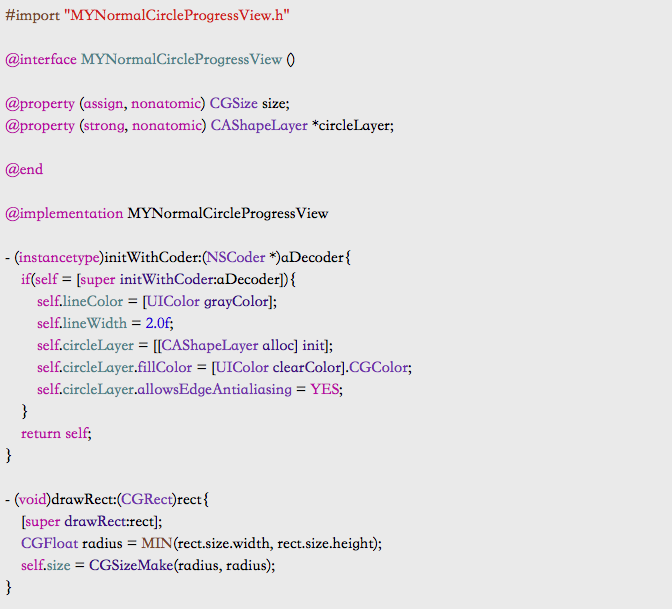 #import "MYNormalCircleProgressView.h"
@interface MYNormalCircleProgressView ()
@property (assign, nonatomic) CGSize size;
@property (strong, nonatomic) CAShapeLayer *circleLayer;
@end
@implementation MYNormalCircleProgressView
- (instancetype)initWithCoder:(NSCoder *)aDecoder{
if(self = [super initWithCoder:aDecoder]){
self.lineColor = [UIColor grayColor];
self.lineWidth = 2.0f;
self.circleLayer = [[CAShapeLayer alloc] init];
self.circleLayer.fillColor = [UIColor clearColor].CGColor;
self.circleLayer.allowsEdgeAntialiasing = YES;
}
return self;
}
- (void)drawRect:(CGRect)rect{
[super drawRect:rect];
CGFloat radius = MIN(rect.size.width, rect.size.height);
self.size = CGSizeMake(radius, radius);
}